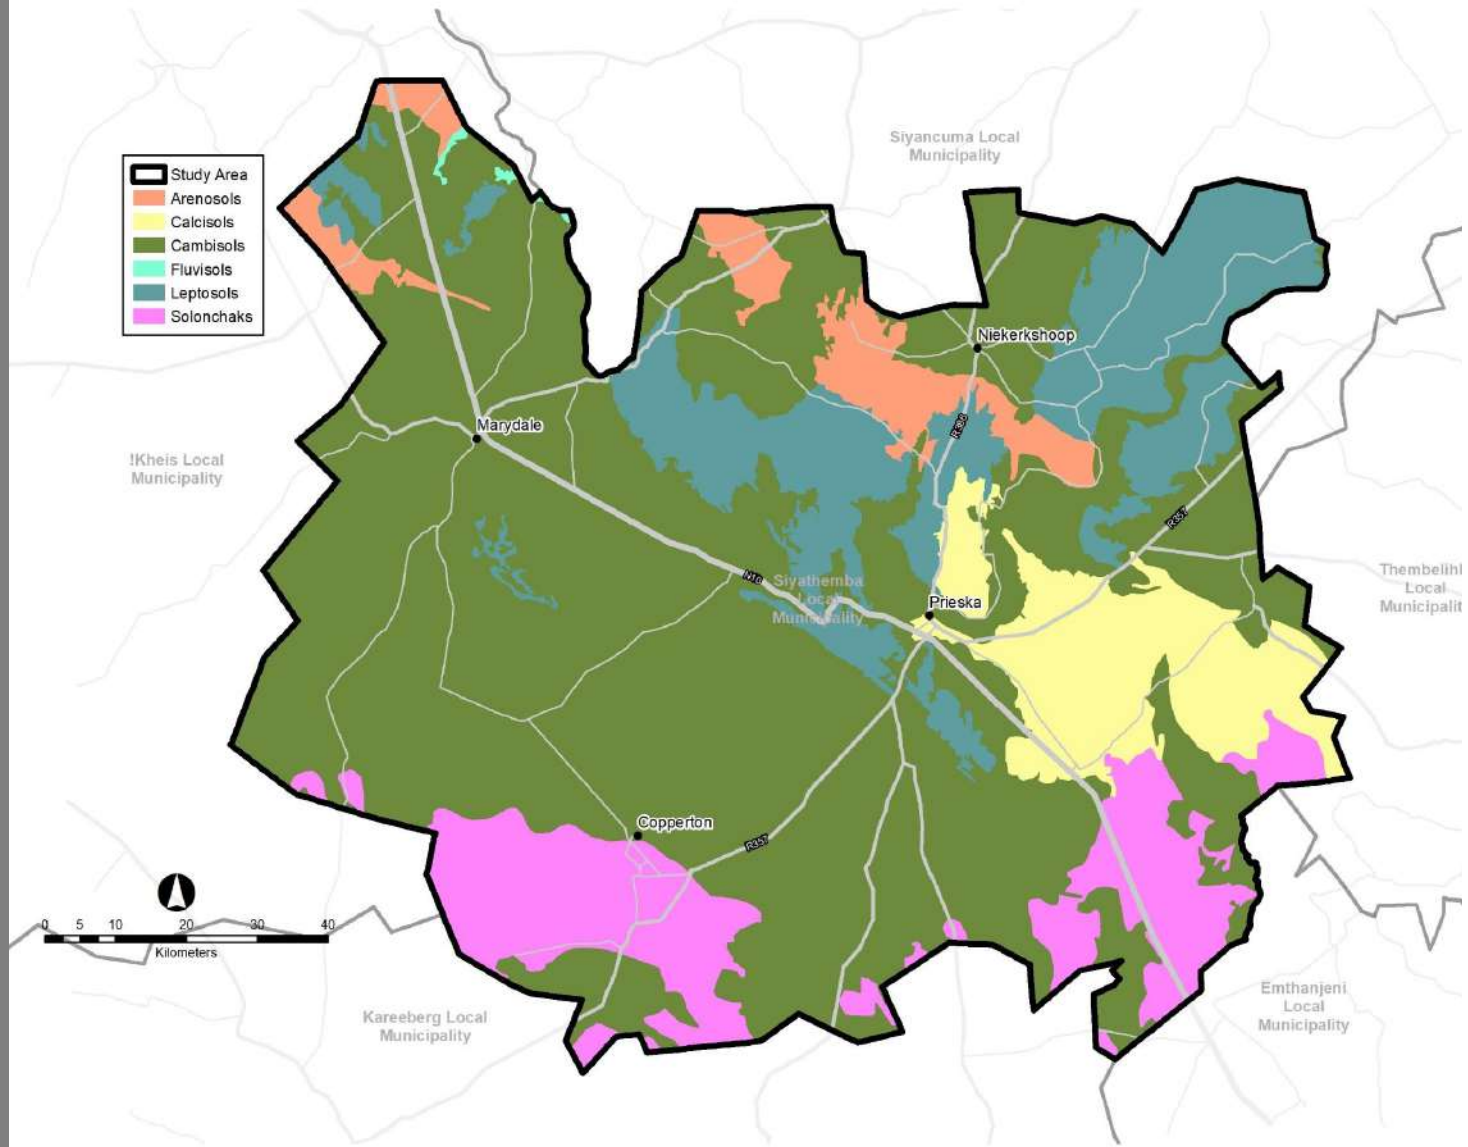 Siyancuma Local
Municipality
Study Area
Arenosols
Calcisols
Cambisols
Fluvisols
Leptosols
Solonchaks
Niekerkshoop
R386
Marydale
!Kheis Local
Municipality
R357
N10
Siyathemba
Local
Municipality
Thembelihl
Local
Municipalit
Prieska
Copperton
R357
0 5 10 20 30 40
Kilometers
Kareeberg Local
Municipality
Emthanjeni
Local
Municipality